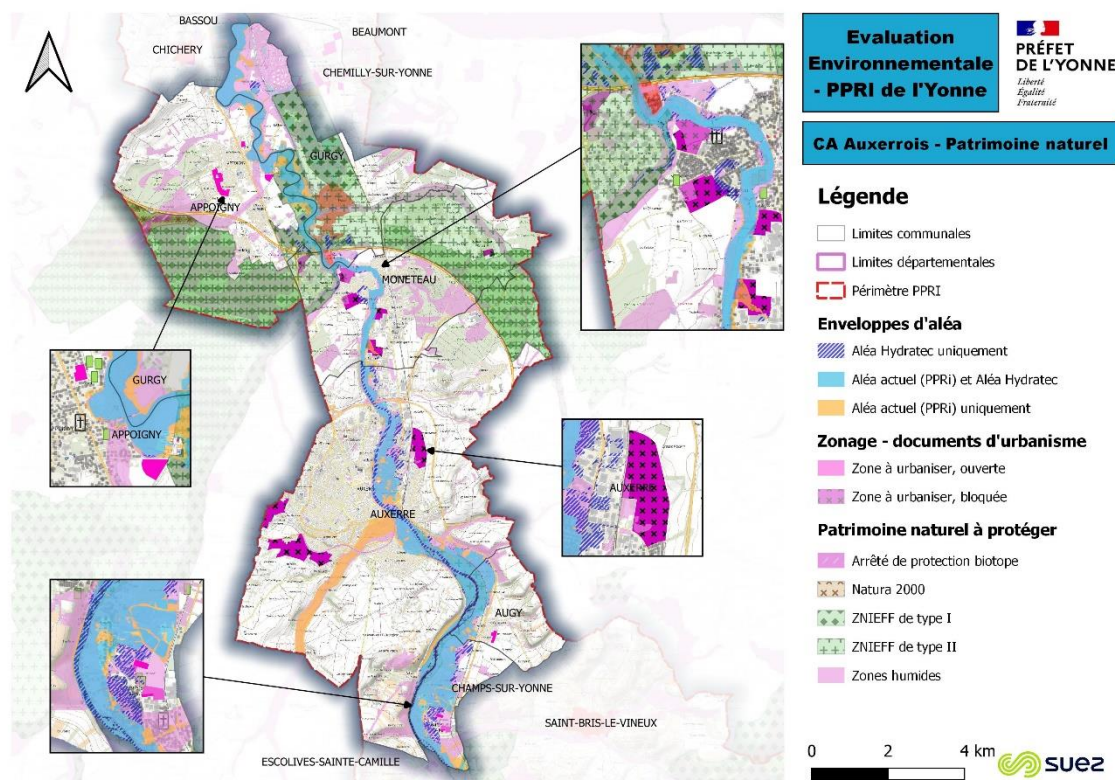 BASSOU
CHICHERY
BEAUMONT
CHEMILLY-SUR-YONNE
GURGY
APPOIGNY
MONETEAU
GURGY
APPOIGNY
AUXERRE
AUXERRE
AUGY
CHAMPS-SUR-YONNE
SAINT-BRIS-LE-VINEUX
ESCOLIVES-SAINTE-CAMILLE
Evaluation
Environnementale
- PPRI de l'Yonne
PRÉFET
DE L'YONNE
Liberté
Égalité
Fraternité
CA Auxerrois - Patrimoine naturel
Légende
Limites communales
Limites départementales
Périmètre PPRI
Enveloppes d'aléa
Aléa Hydratec uniquement
Aléa actuel (PPRi) et Aléa Hydratec
Aléa actuel (PPRi) uniquement
Zonage - documents d'urbanisme
Zone à urbaniser, ouverte
Zone à urbaniser, bloquée
Patrimoine naturel à protéger
Arrêté de protection biotope
Natura 2000
ZNIEFF de type I
ZNIEFF de type II
Zones humides
0 2 4 km
suez